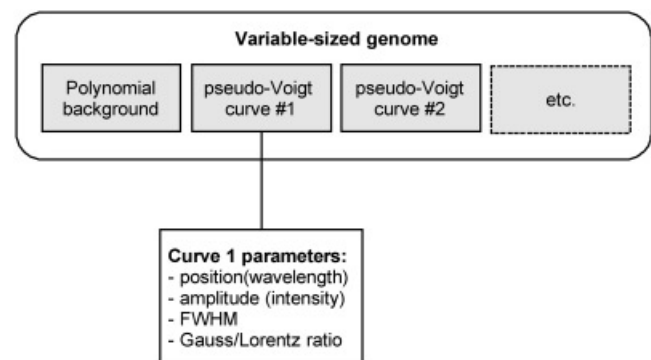 Variable-sized genome
Polynomial
background
pseudo-Voigt
curve #1
pseudo-Voigt
curve #2
etc.
Curve 1 parameters:
- position(wavelength)
- amplitude (intensity)
- FWHM
- Gauss/Lorentz ratio